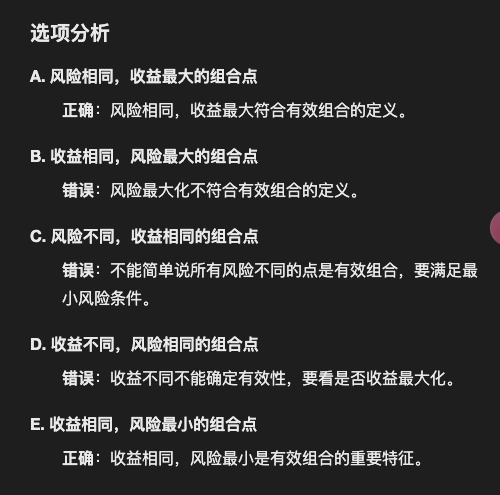 选项分析
A. 风险相同，收益最大的组合点
正确：风险相同，收益最大符合有效组合的定义。
B. 收益相同，风险最大的组合点
错误：风险最大化不符合有效组合的定义。
C. 风险不同，收益相同的组合点
错误：不能简单说所有风险不同的点是有效组合，要满足最
小风险条件。
D. 收益不同，风险相同的组合点
错误：收益不同不能确定有效性，要看是否收益最大化。
E. 收益相同，风险最小的组合点
正确：收益相同，风险最小是有效组合的重要特征。